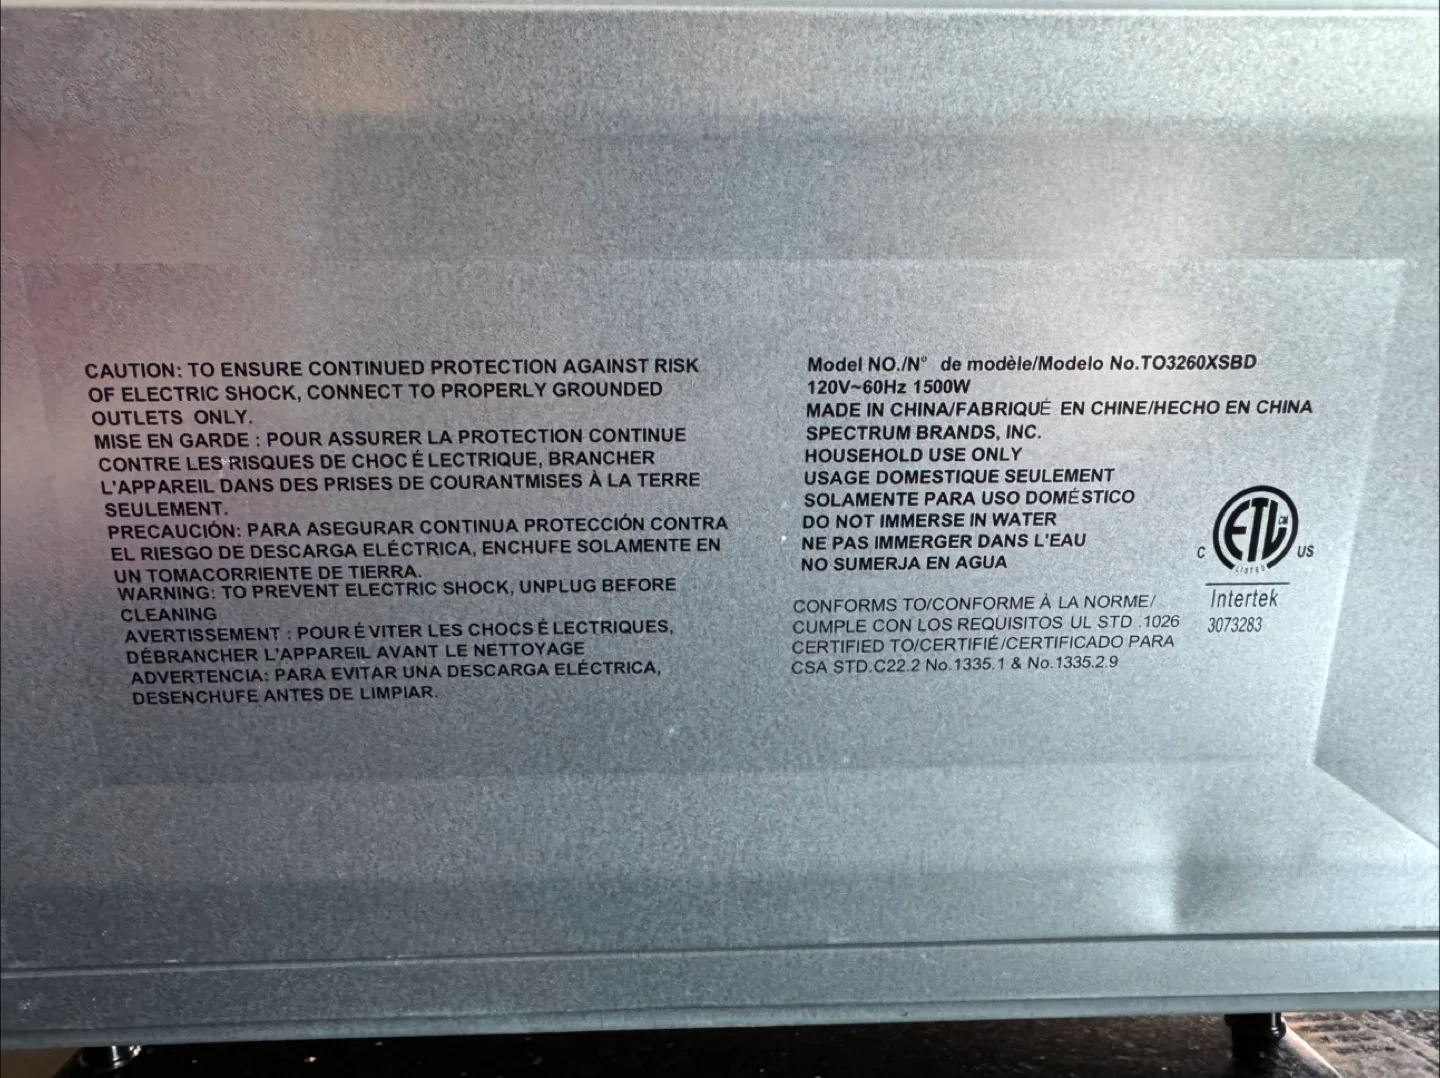 CAUTION: TO ENSURE CONTINUED PROTECTION AGAINST RISK
OF ELECTRIC SHOCK, CONNECT TO PROPERLY GROUNDED
OUTLETS ONLY.
MISE EN GARDE : POUR ASSURER LA PROTECTION CONTINUE
CONTRE LES RISQUES DE CHOC É LECTRIQUE, BRANCHER
L'APPAREIL DANS DES PRISES DE COURANTMISES À LA TERRE
SEULEMENT.
PRECAUCIÓN: PARA ASEGURAR CONTINUA PROTECCIÓN CONTRA
EL RIESGO DE DESCARGA ELÉCTRICA, ENCHUFE SOLAMENTE EN
UN TOMACORRIENTE DE TIERRA.
WARNING: TO PREVENT ELECTRIC SHOCK, UNPLUG BEFORE
CLEANING
AVERTISSEMENT : POUR É VITER LES CHOCS É LECTRIQUES,
DÉBRANCHER L'APPAREIL AVANT LE NETTOYAGE
ADVERTENCIA: PARA EVITAR UNA DESCARGA ELÉCTRICA,
DESENCHUFE ANTES DE LIMPIAR.
Model NO./N° de modèle/Modelo No.TO3260XSBD
120V~60Hz 1500W
MADE IN CHINA/FABRIQUÉ EN CHINE/HECHO EN CHINA
SPECTRUM BRANDS, INC.
HOUSEHOLD USE ONLY
USAGE DOMESTIQUE SEULEMENT
SOLAMENTE PARA USO DOMÉSTICO
DO NOT IMMERSE IN WATER
NE PAS IMMERGER DANS L'EAU
NO SUMERJA EN AGUA
CONFORMS TO/CONFORME À LA NORME/
CUMPLE CON LOS REQUISITOS UL STD .1026
CERTIFIED TO/CERTIFIÉ/CERTIFICADO PARA
CSA STD.C22.2 No.1335.1 & No.1335.2.9
ETL CM
C US
LISTED
Intertek
3073283